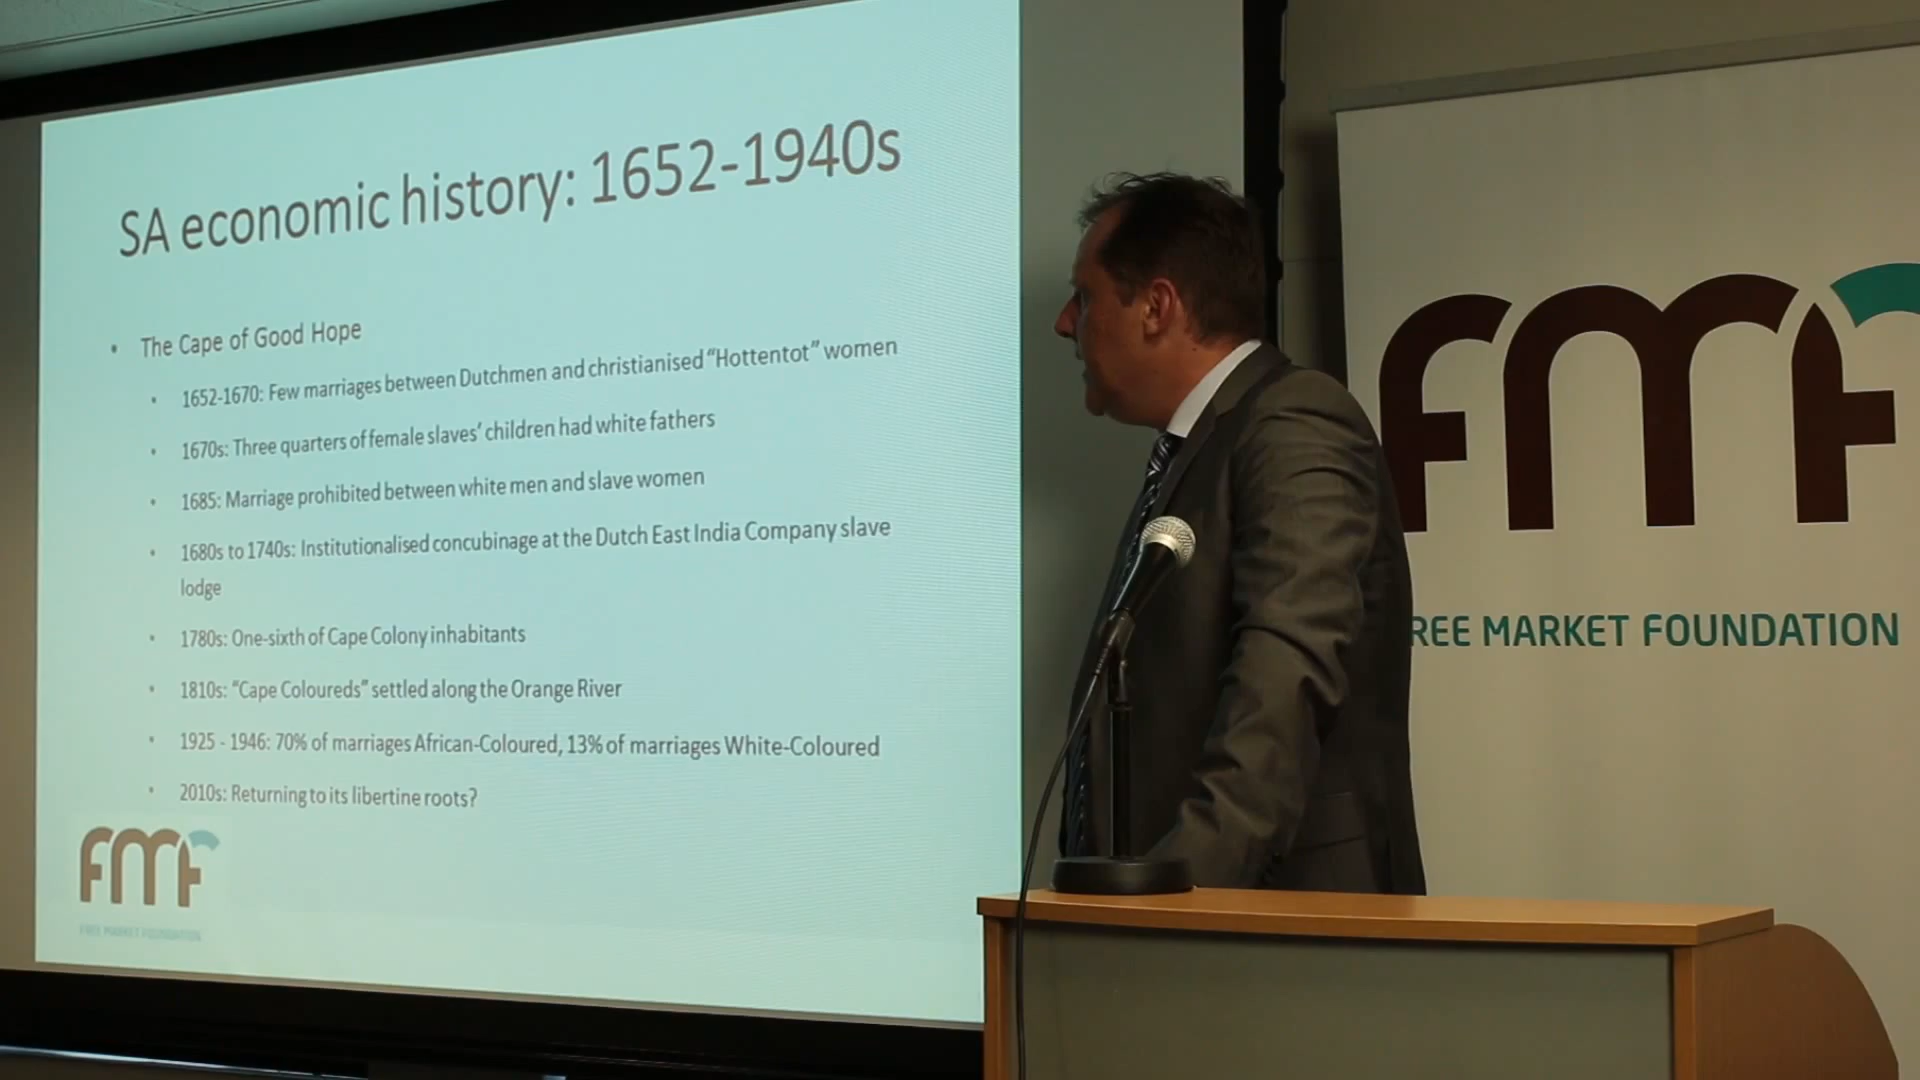 SA economic history: 1652-1940s
• The Cape of Good Hope
• 1652-1670: Few marriages between Dutchmen and christianised “Hottentot” women
• 1670s: Three quarters of female slaves’ children had white fathers
• 1685: Marriage prohibited between white men and slave women
• 1680s to 1740s: Institutionalised concubinage at the Dutch East India Company slave
lodge
• 1780s: One-sixth of Cape Colony inhabitants
• 1810s: “Cape Coloureds” settled along the Orange River
• 1925 - 1946: 70% of marriages African-Coloured, 13% of marriages White-Coloured
• 2010s: Returning to its libertine roots?
FMF
FREE MARKET FOUNDATION
FMF
REE MARKET FOUNDATION